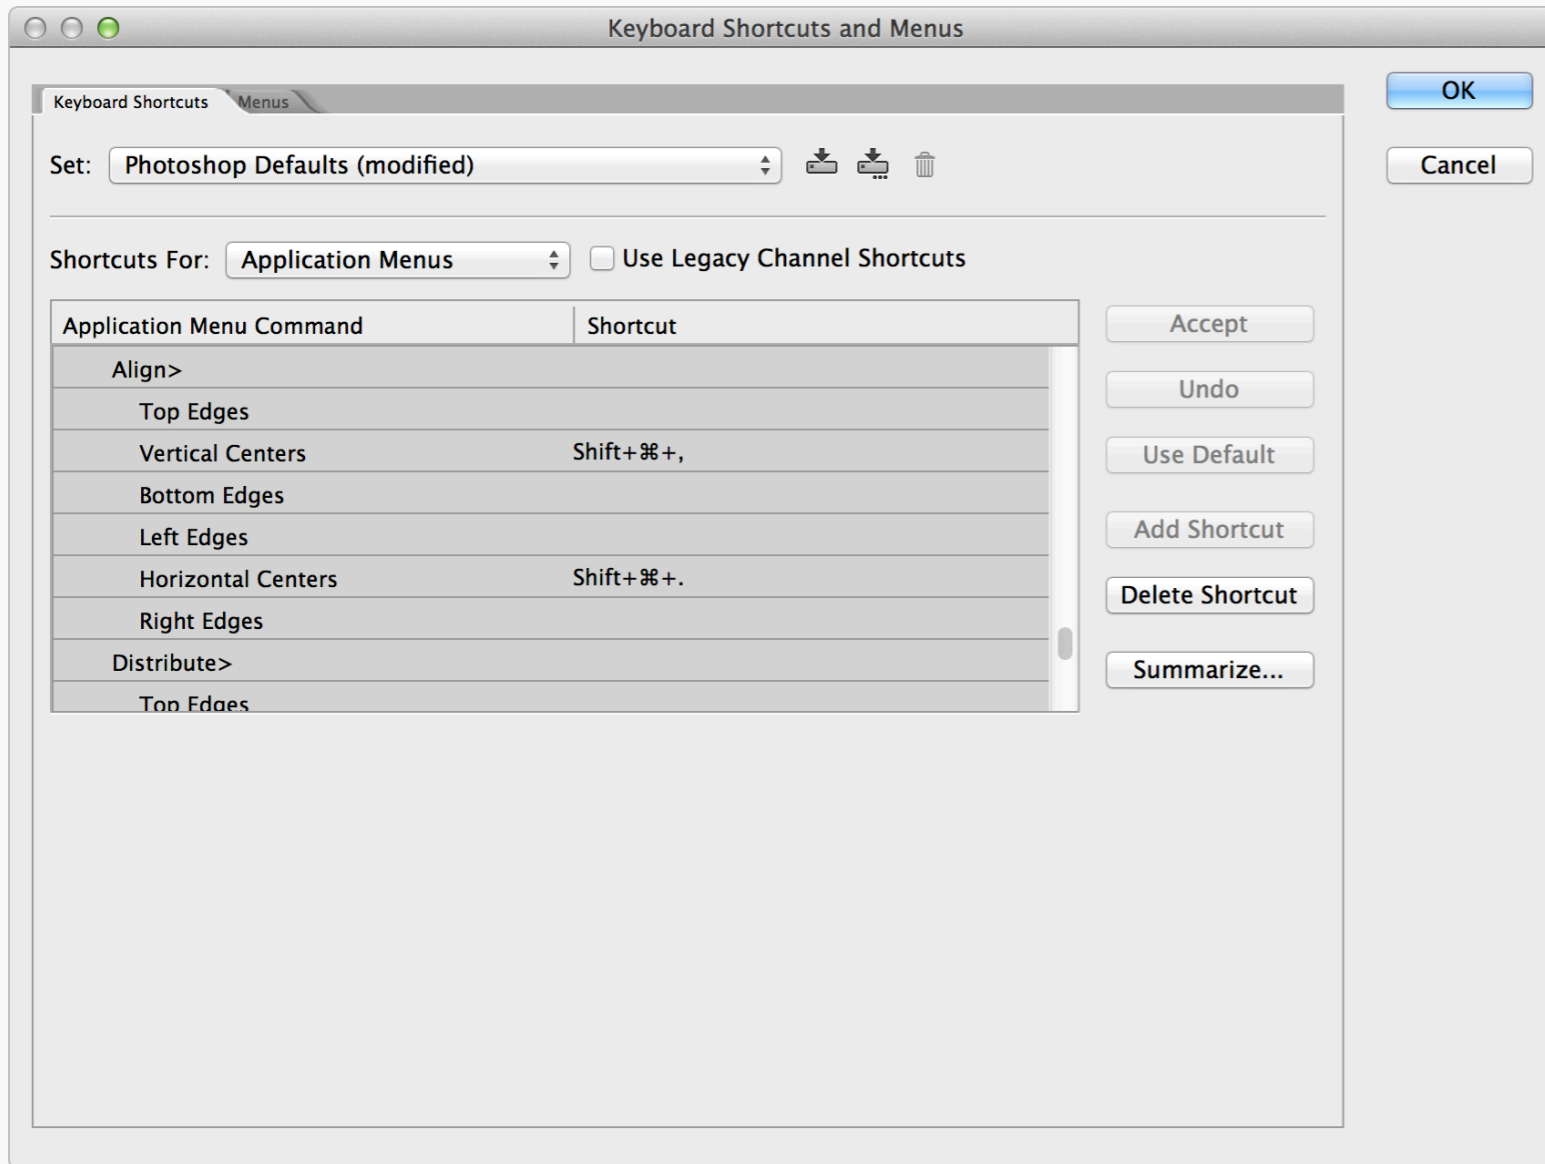 Keyboard Shortcuts and Menus
Keyboard Shortcuts Menus
OK
Set: Photoshop Defaults (modified)
Cancel
Shortcuts For: Application Menus Use Legacy Channel Shortcuts
Application Menu Command Shortcut
Accept
Align>
Undo
Top Edges
Vertical Centers Shift+⌘+,
Use Default
Bottom Edges
Left Edges
Add Shortcut
Horizontal Centers Shift+⌘+.
Delete Shortcut
Right Edges
Distribute>
Summarize...
Top Edges